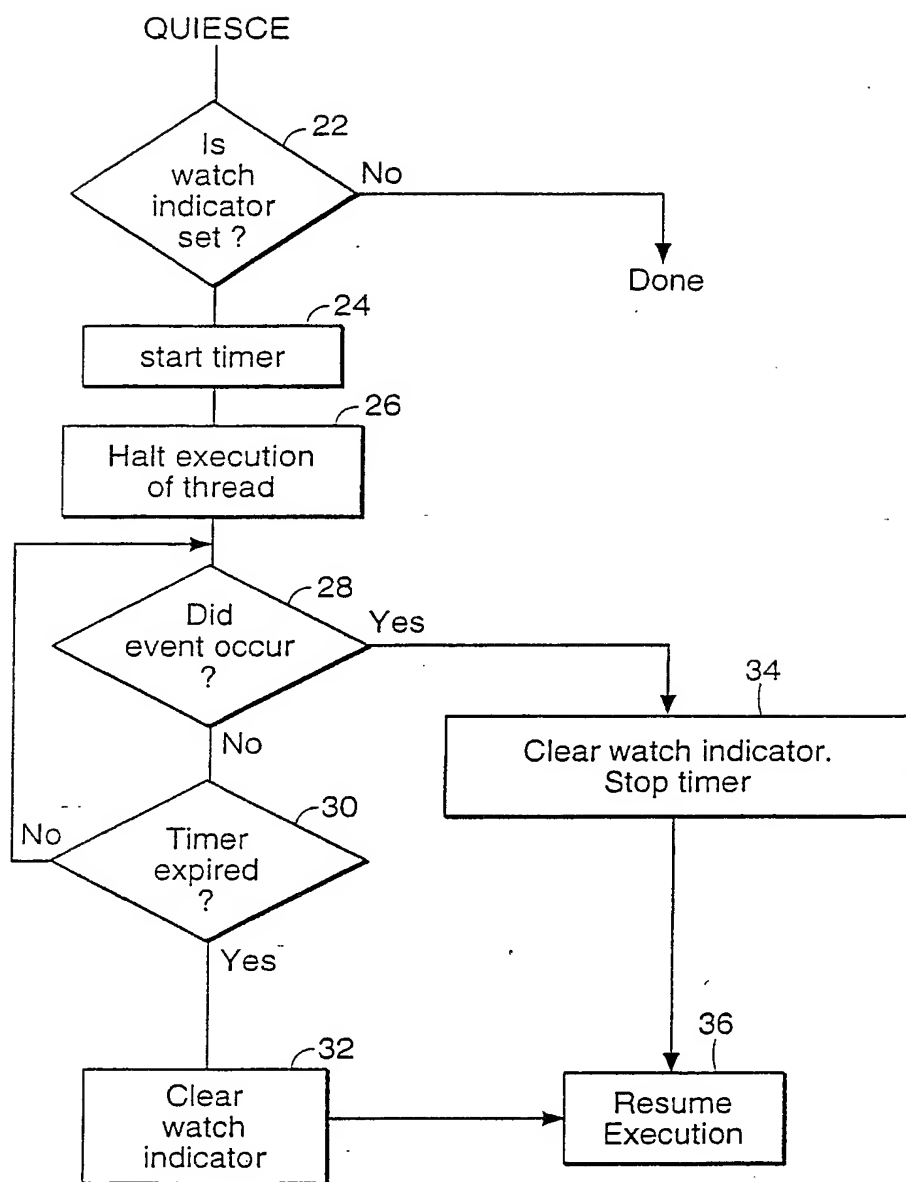 QUIESCE
22
Is
watch
indicator
set ?
No
Done
24
start timer
26
Halt execution
of thread
28
Did
event occur
?
Yes
No
34
Clear watch indicator.
Stop timer
30
Timer
expired
?
No
Yes
32
Clear
watch
indicator
36
Resume
Execution